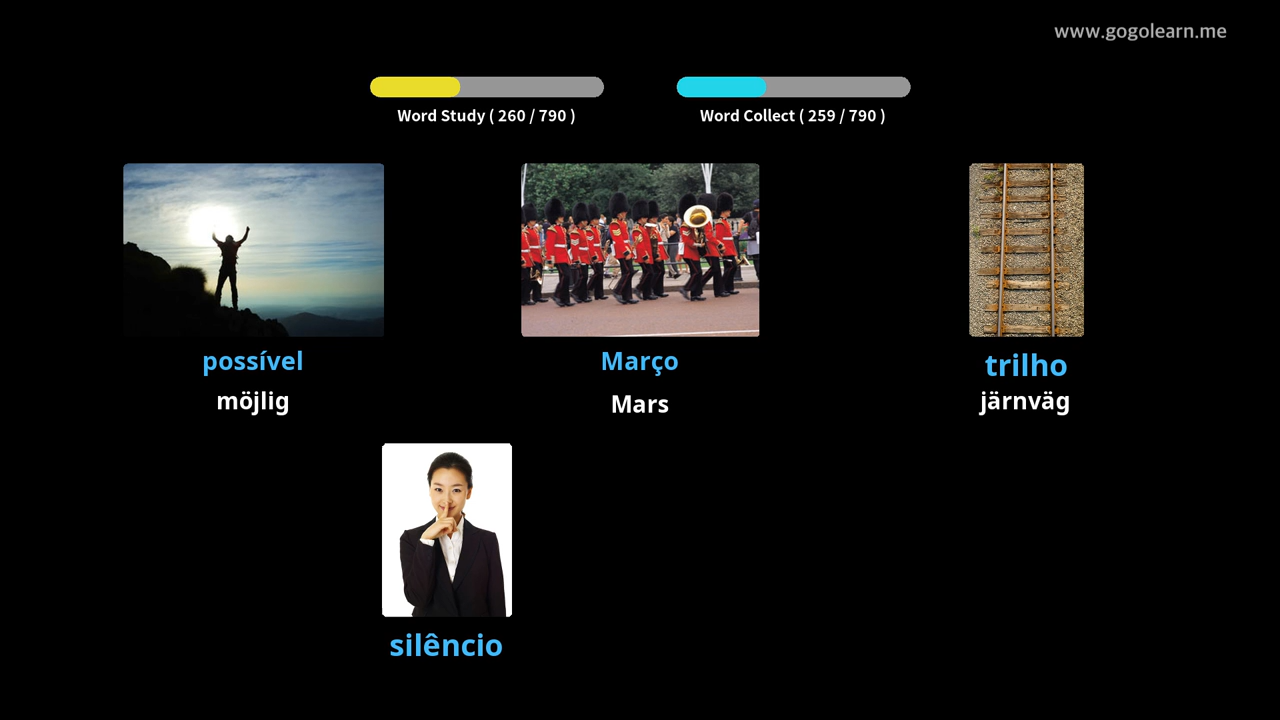 www.gogolearn.me
Word Study ( 260 / 790 )
Word Collect ( 259 / 790 )
possível
möjlig
Março
Mars
trilho
järnväg
silêncio